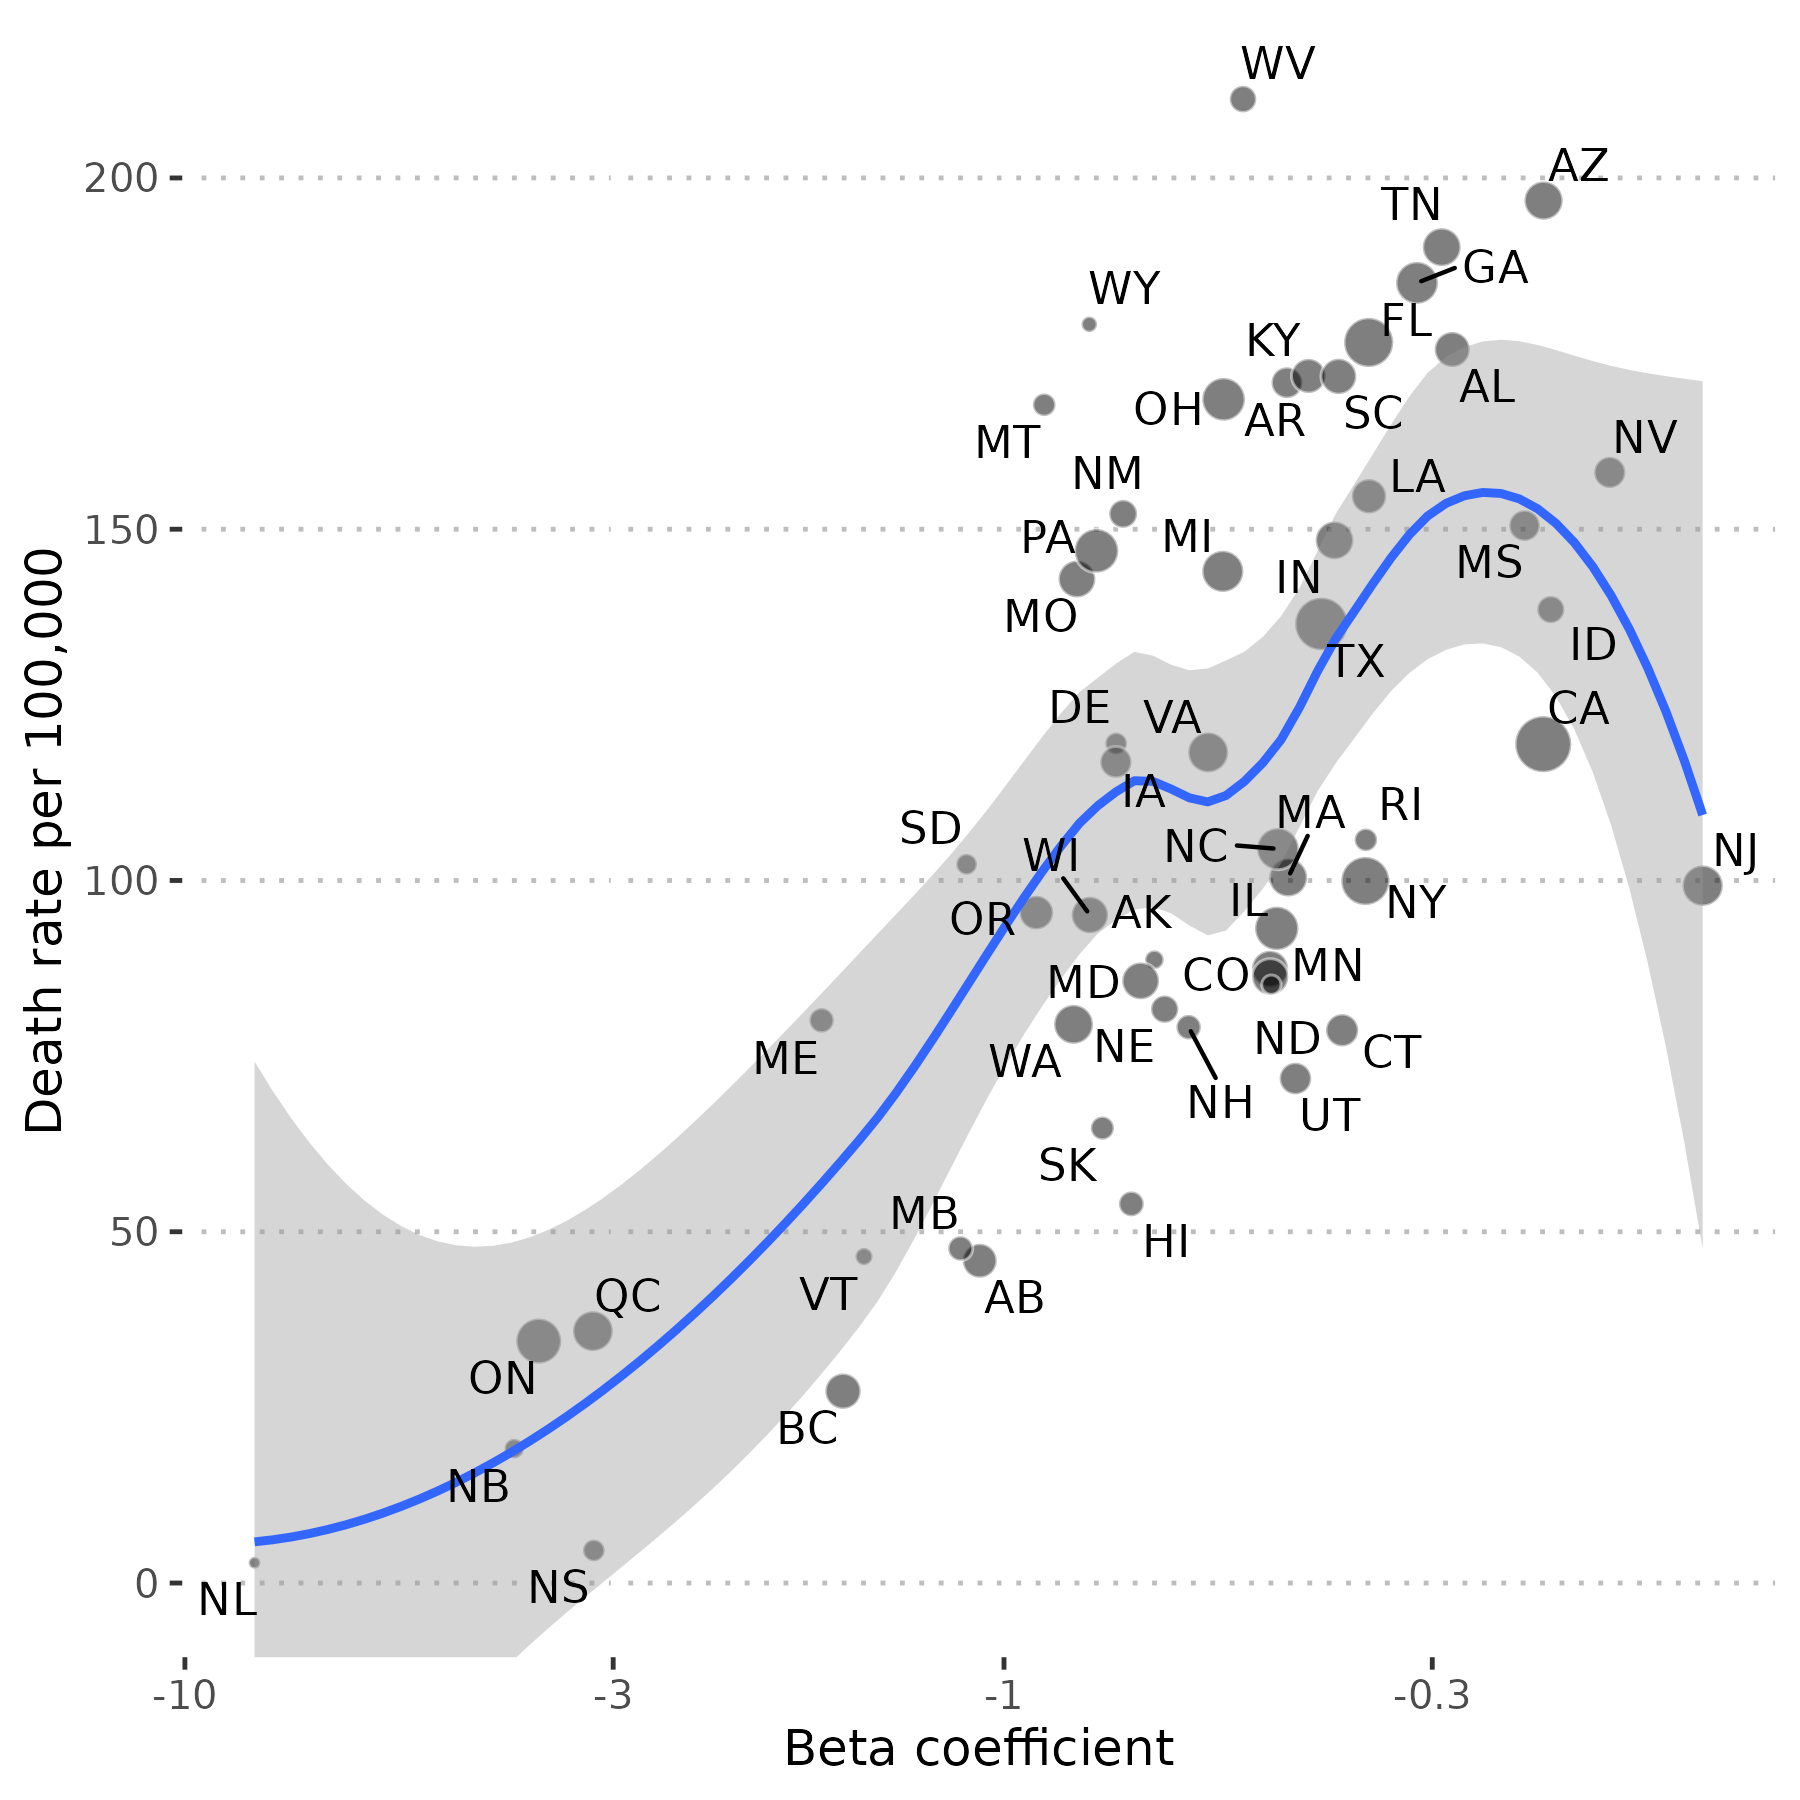 WV
200
AZ
TN
GA
WY
FL
KY
AL
OH
AR
SC
MT
NV
NM
LA
150
PA
MI
MS
IN
MO
ID
TX
DE
VA
CA
IA
SD
MA
RI
NC
WI
NJ
100
OR
AK
IL
NY
MD
CO
MN
ME
WA
NE
ND
CT
NH
UT
SK
MB
50
HI
VT
QC
AB
ON
BC
NB
0
NL
NS
-10
-3
-1
-0.3
Beta coefficient
Death rate per 100,000